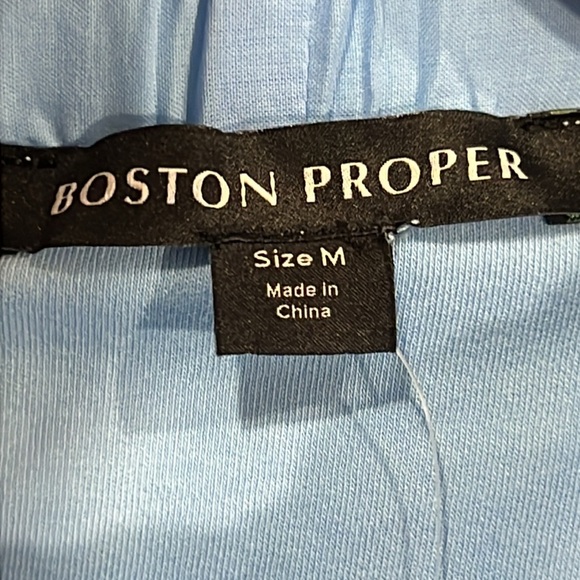 BOSTON PROPER
Size M
Made in
China